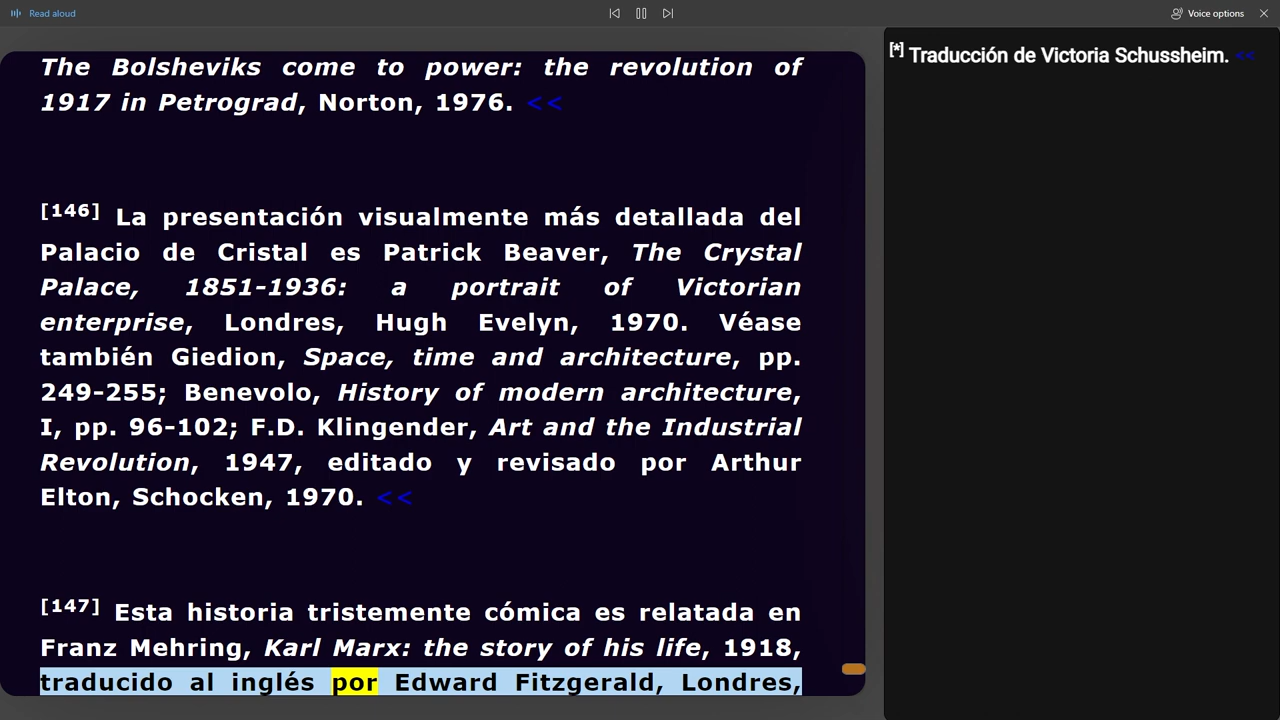 Read aloud
Voice options
The Bolsheviks come to power: the revolution of
1917 in Petrograd, Norton, 1976. <<
[146] La presentación visualmente más detallada del
Palacio de Cristal es Patrick Beaver, The Crystal
Palace, 1851-1936: a portrait of Victorian
enterprise, Londres, Hugh Evelyn, 1970. Véase
también Giedion, Space, time and architecture, pp.
249-255; Benevolo, History of modern architecture,
I, pp. 96-102; F.D. Klingender, Art and the Industrial
Revolution, 1947, editado y revisado por Arthur
Elton, Schocken, 1970. <<
[147] Esta historia tristemente cómica es relatada en
Franz Mehring, Karl Marx: the story of his life, 1918,
traducido al inglés por Edward Fitzgerald, Londres,
[*] Traducción de Victoria Schussheim. <<